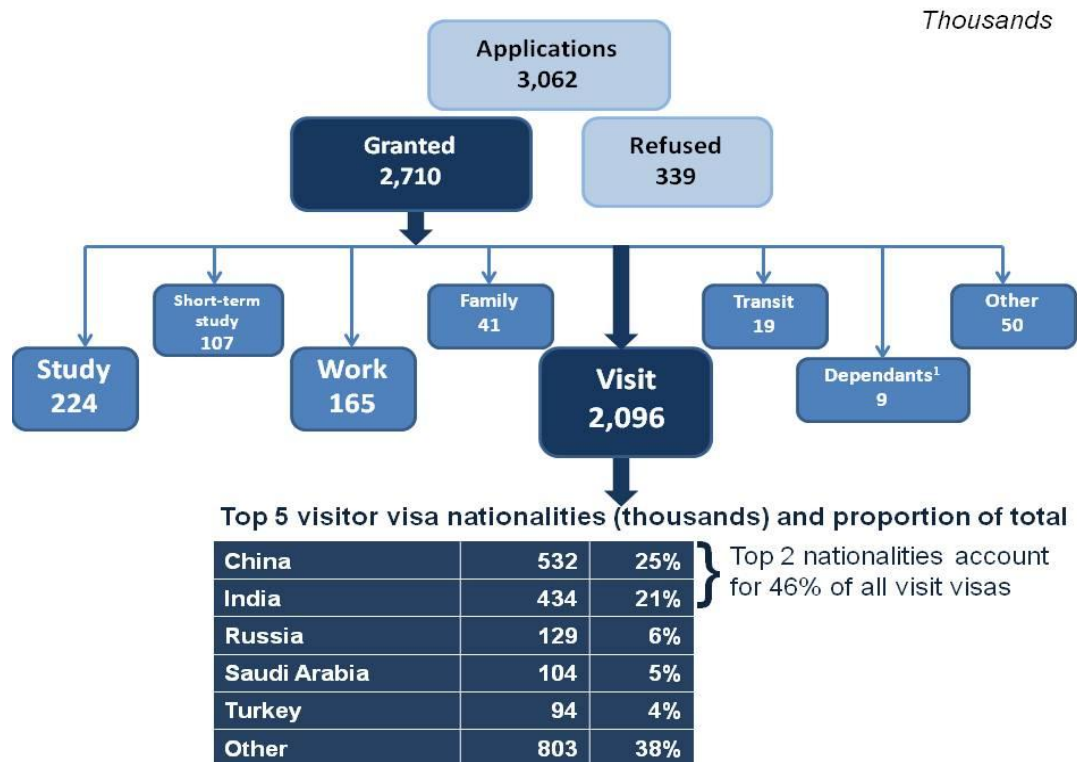 Thousands
Applications
3,062
Granted
2,710
Refused
339
Short-term
study
107
Family
41
Transit
19
Other
50
Study
224
Work
165
Visit
2,096
Dependants¹
9
Top 5 visitor visa nationalities (thousands) and proportion of total
China 532 25%
India 434 21%
Russia 129 6%
Saudi Arabia 104 5%
Turkey 94 4%
Other 803 38%
Top 2 nationalities account
for 46% of all visit visas